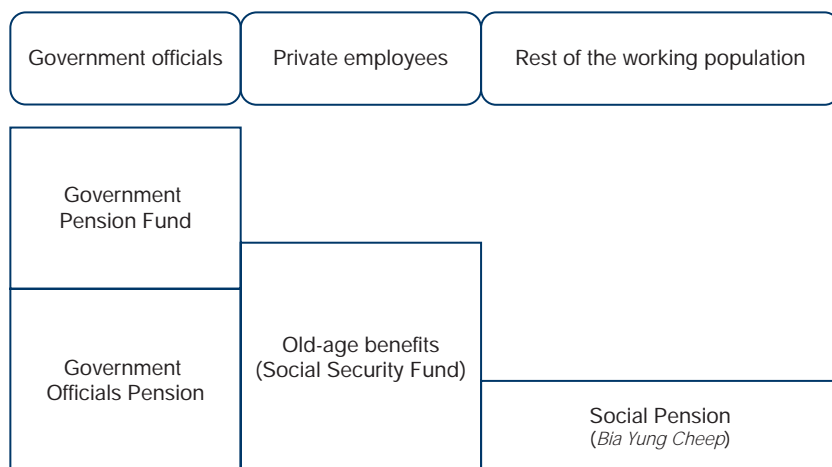 Government officials
Private employees
Rest of the working population
Government
Pension Fund
Government
Officials Pension
Old-age benefits
(Social Security Fund)
Social Pension
(Bia Yung Cheep)